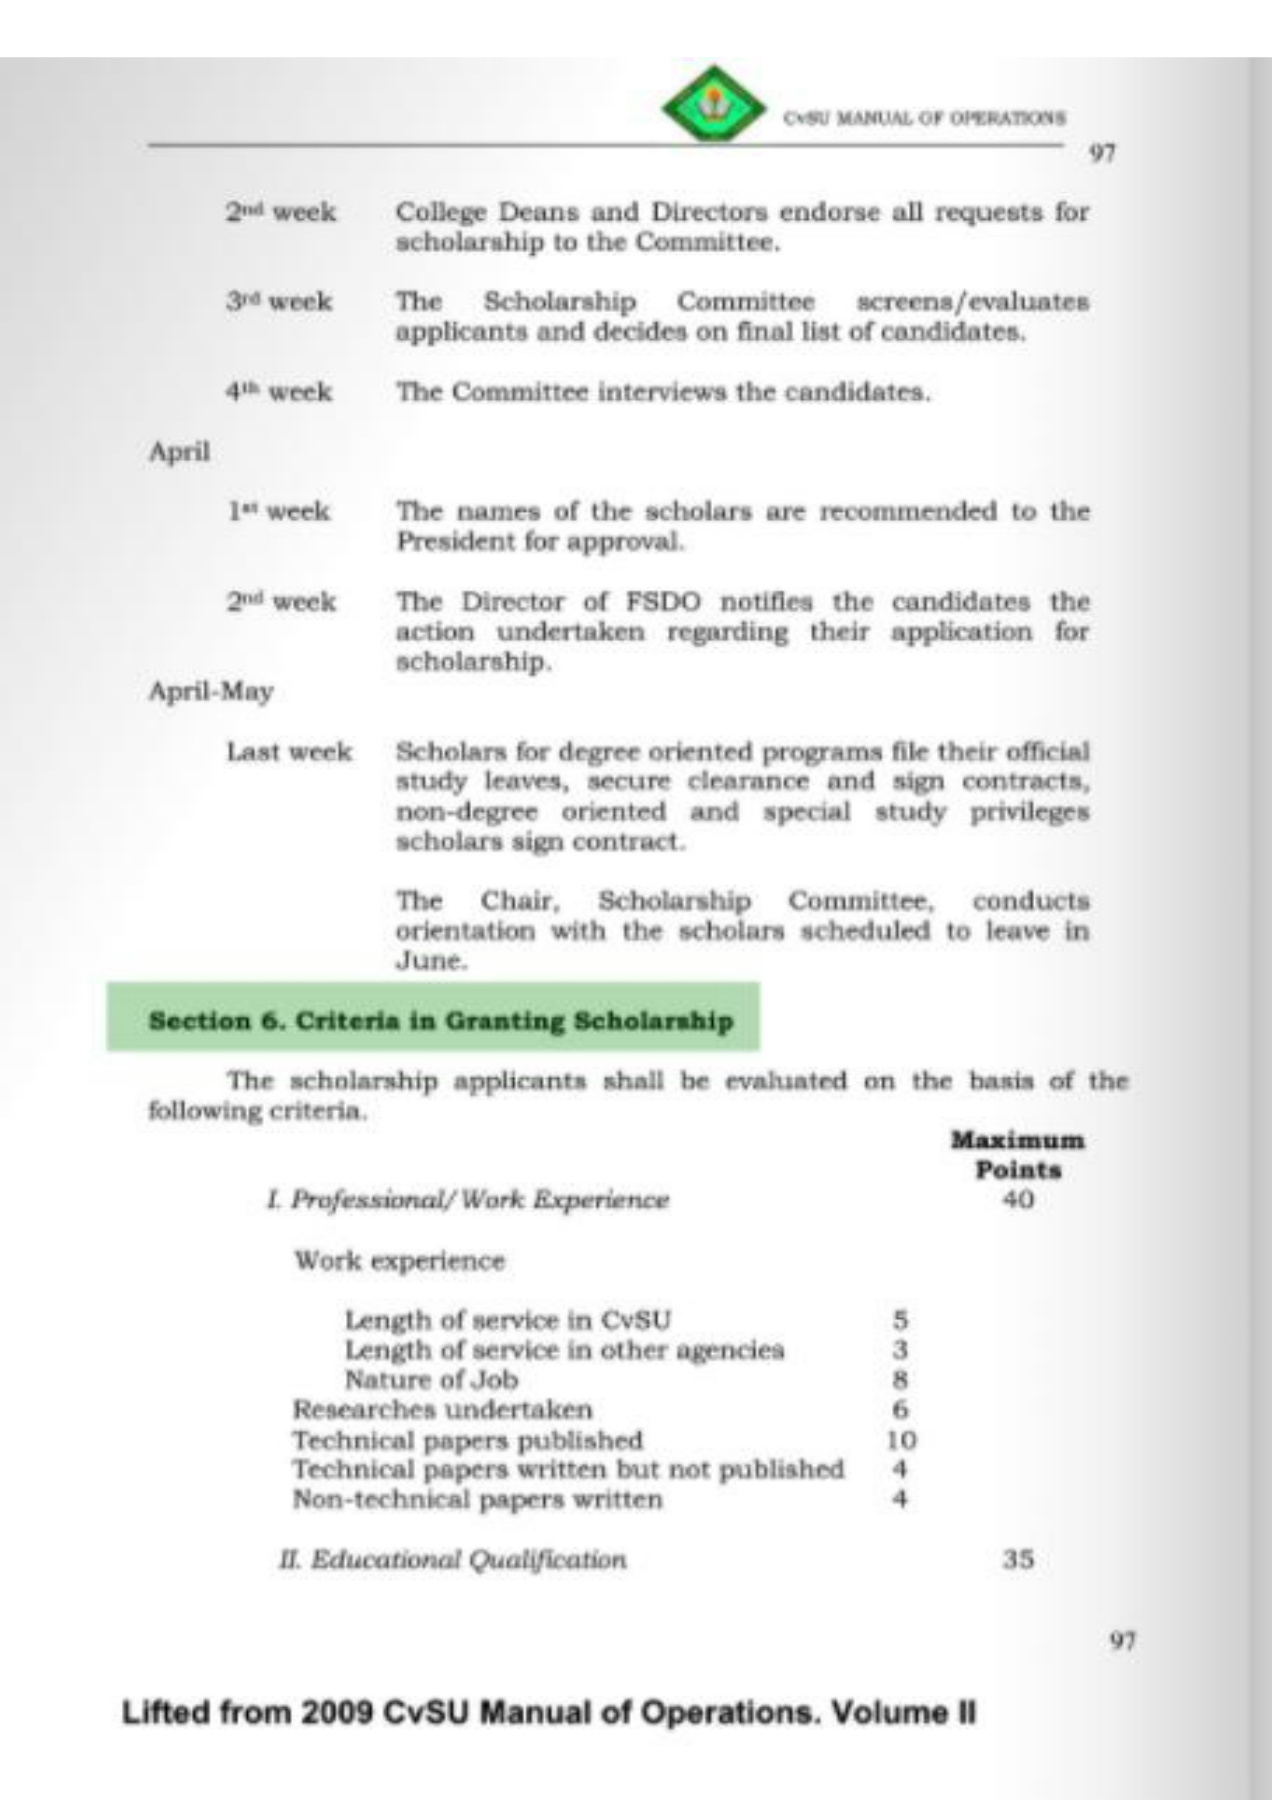 CvSU MANUAL OF OPERATIONS
97
2nd week College Deans and Directors endorse all requests for
scholarship to the Committee.
3rd week The Scholarship Committee screens/evaluates
applicants and decides on final list of candidates.
4th week The Committee interviews the candidates.
April
1st week The names of the scholars are recommended to the
President for approval.
2nd week The Director of FSDO notifies the candidates the
action undertaken regarding their application for
scholarship.
April-May
Last week Scholars for degree oriented programs file their official
study leaves, secure clearance and sign contracts,
non-degree oriented and special study privileges
scholars sign contract.
The Chair, Scholarship Committee, conducts
orientation with the scholars scheduled to leave in
June.
Section 6. Criteria in Granting Scholarship
The scholarship applicants shall be evaluated on the basis of the
following criteria.
Maximum
Points
I. Professional/Work Experience 40
Work experience
Length of service in CvSU 5
Length of service in other agencies 3
Nature of Job 8
Researches undertaken 6
Technical papers published 10
Technical papers written but not published 4
Non-technical papers written 4
II. Educational Qualification 35
97
Lifted from 2009 CvSU Manual of Operations. Volume II